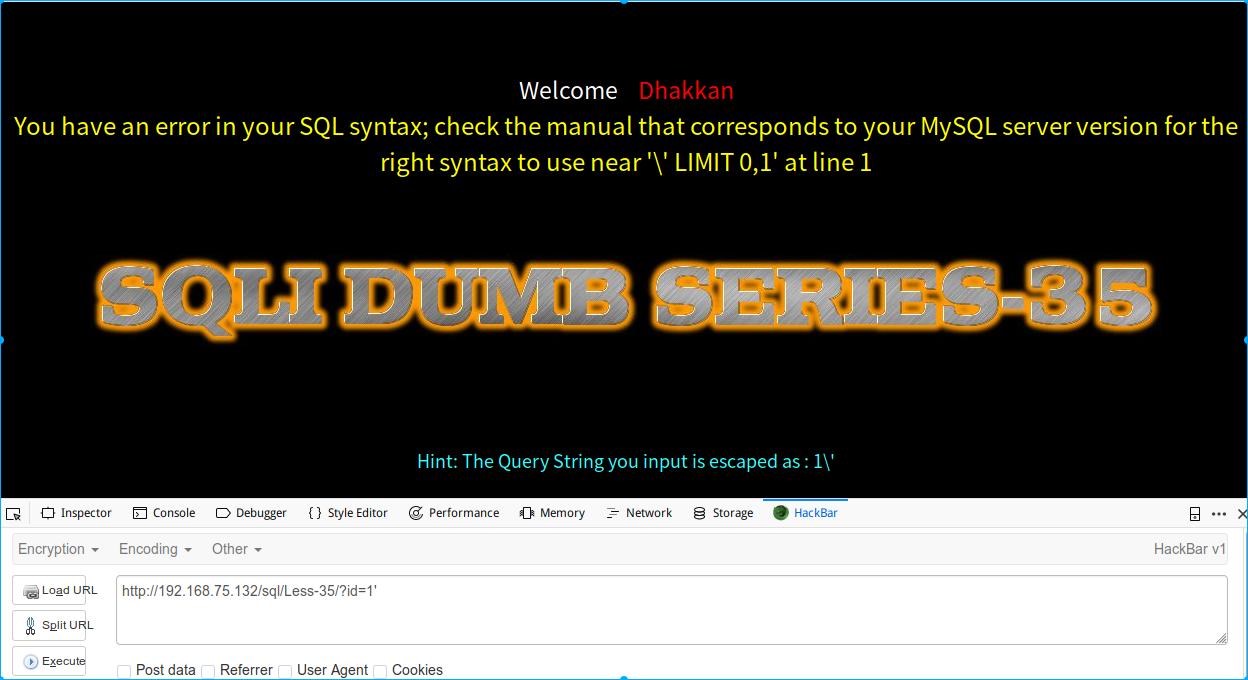 Welcome Dhakkan
You have an error in your SQL syntax; check the manual that corresponds to your MySQL server version for the
right syntax to use near '\' LIMIT 0,1' at line 1
SQLI DUMB SERIES-35
Hint: The Query String you input is escaped as : 1\'
Inspector Console Debugger { } Style Editor Performance Memory Network Storage HackBar
Encryption Encoding Other HackBar v1
Load URL http://192.168.75.132/sql/Less-35/?id=1'
Split URL
Execute
Post data Referrer User Agent Cookies